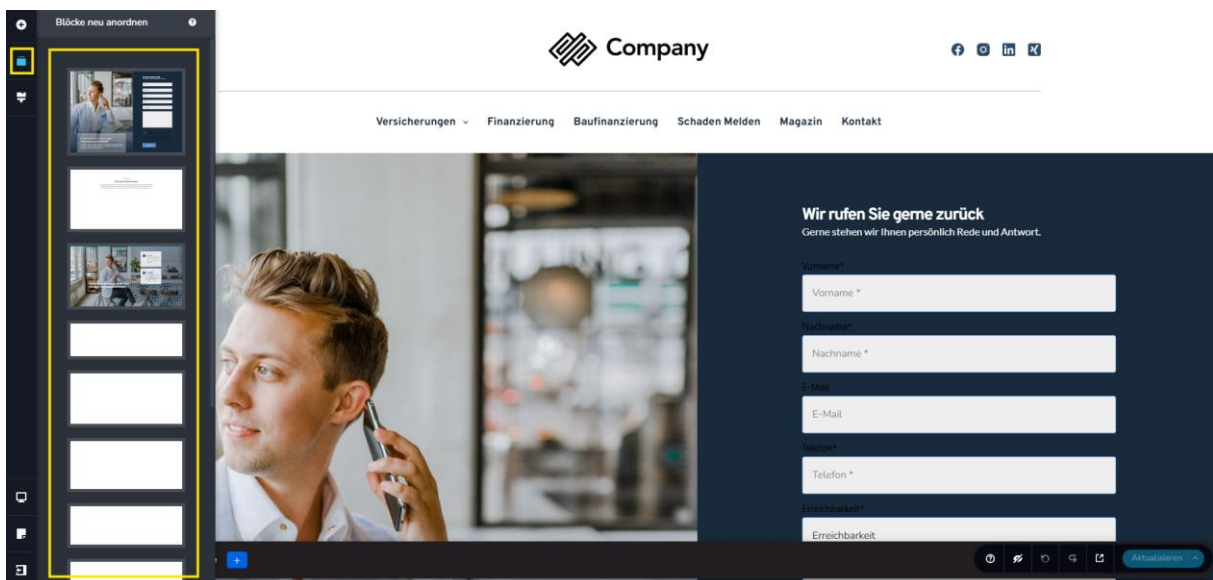 Blöcke neu anordnen
Company
Versicherungen
Finanzierung
Baufinanzierung
Schaden Melden
Magazin
Kontakt
Wir rufen Sie gerne zurück
Gerne stehen wir Ihnen persönlich Rede und Antwort.
Vorname*
Vorname *
Nachname*
Nachname *
E-Mail
E-Mail
Telefon*
Telefon *
Erreichbarkeit*
Erreichbarkeit
Aktualisieren